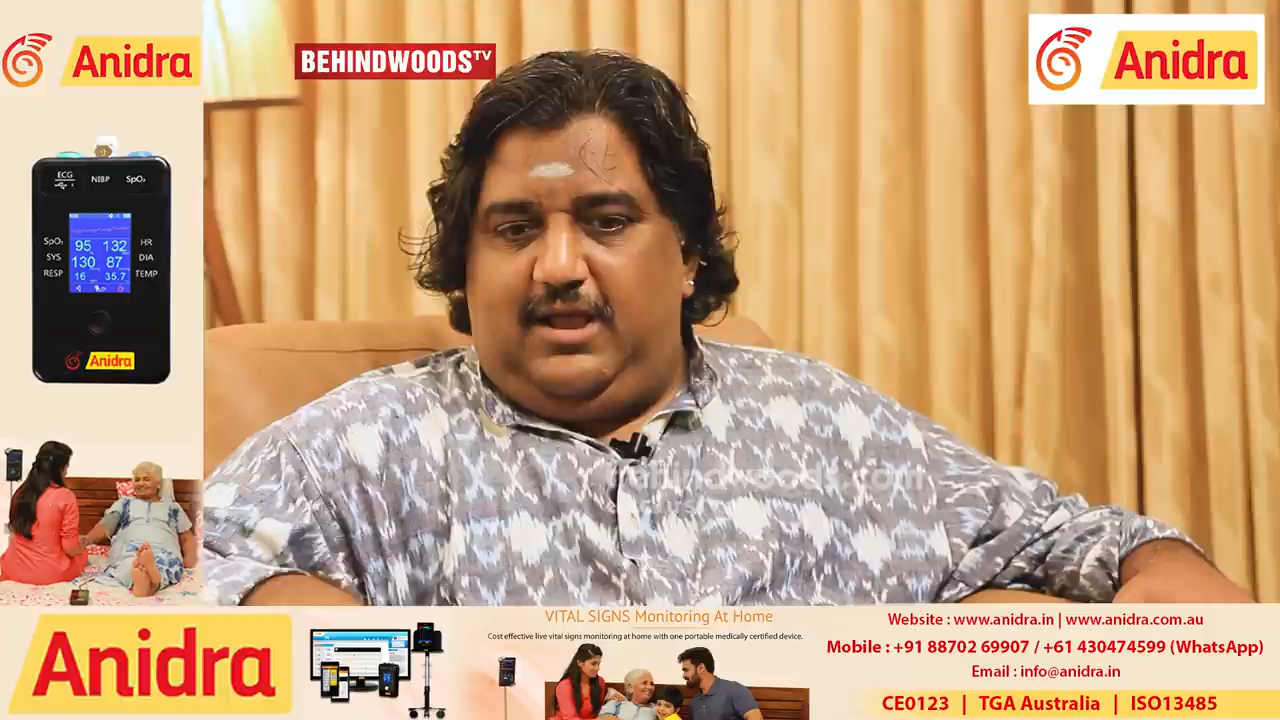 Anidra
BEHINDWOODSTV
Anidra
ECG
NIBP
SpO₂
SpO₂ 95 132 HR
SYS 130 87 DIA
RESP 16 35.7 TEMP
Anidra
behindwoods.com
Anidra
VITAL SIGNS Monitoring At Home
Cost effective live vital signs monitoring at home with one portable medically certified device.
Website : www.anidra.in | www.anidra.com.au
Mobile : +91 88702 69907 / +61 430474599 (WhatsApp)
Email : info@anidra.in
CE0123 | TGA Australia | ISO13485